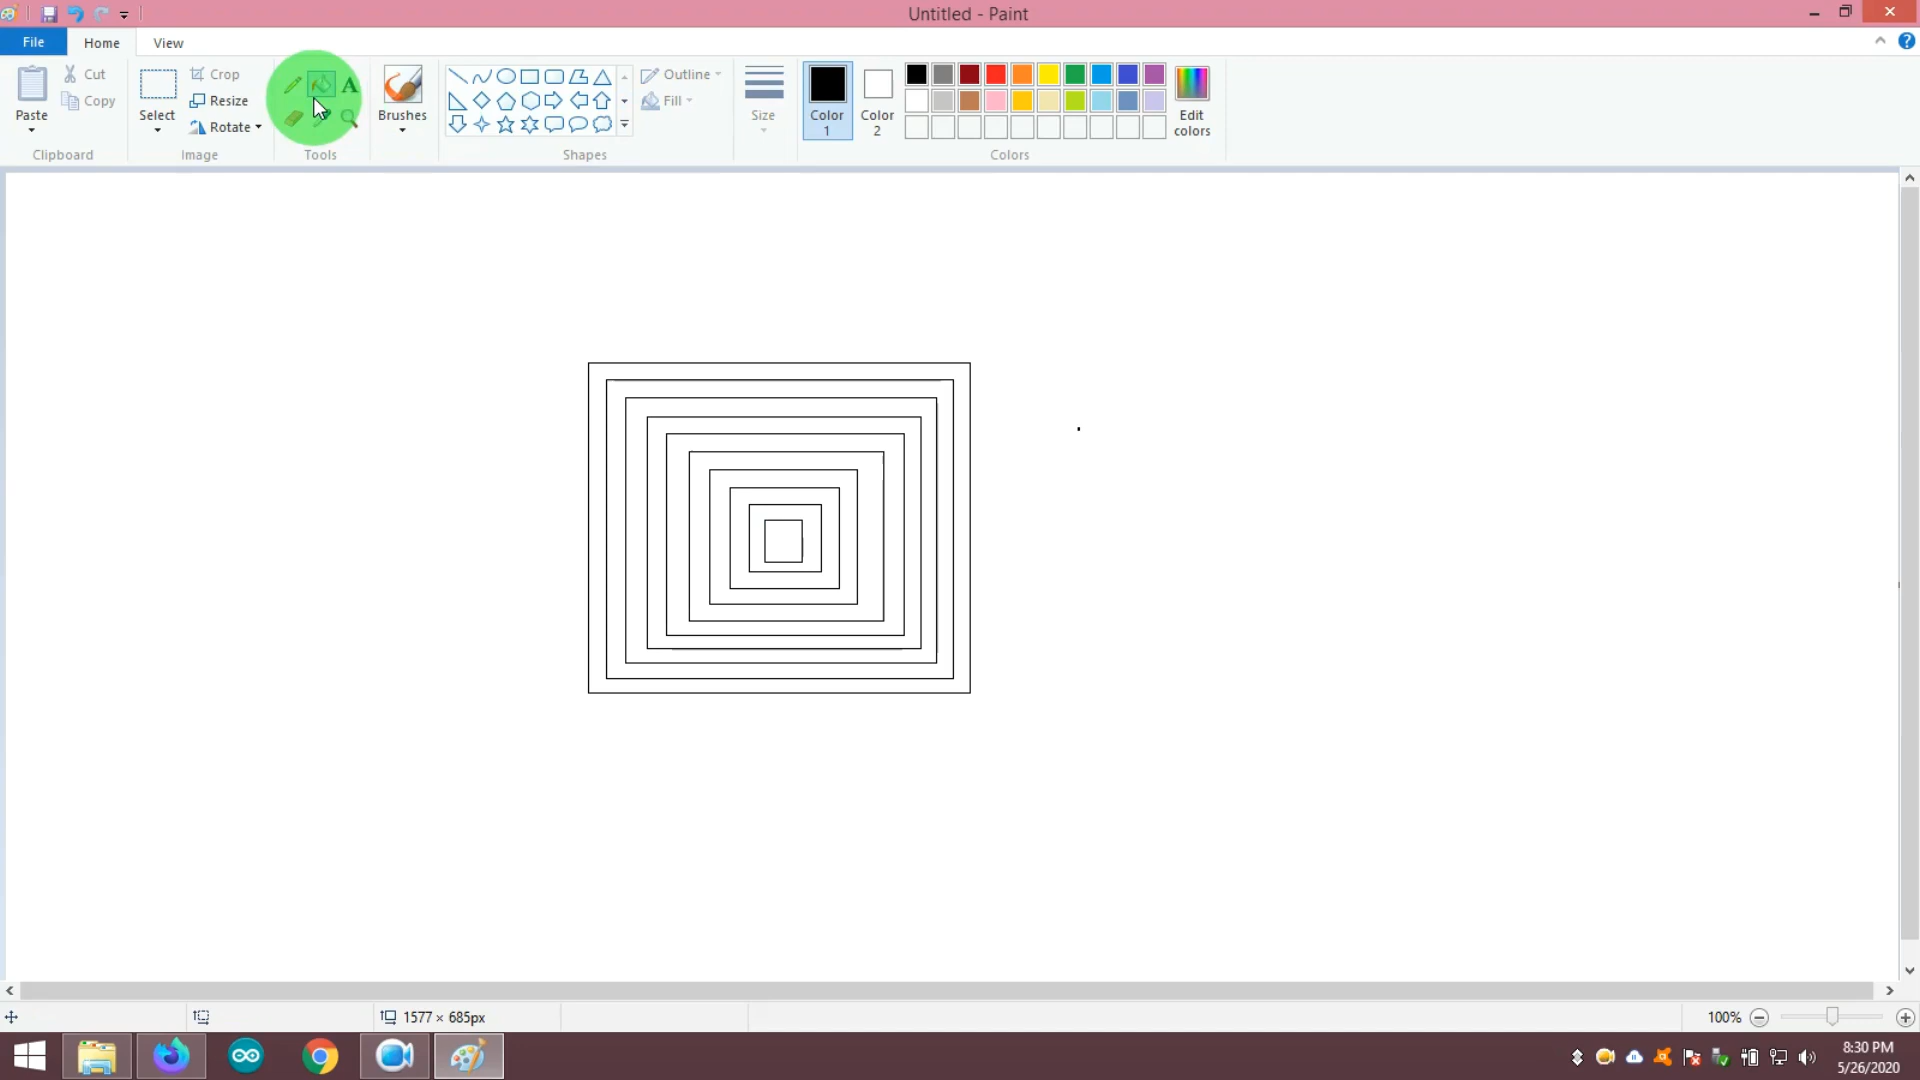 Untitled - Paint
File Home View
Paste
Cut
Copy
Clipboard
Select
Crop
Resize
Rotate
Image
A
Tools
Brushes
Shapes
Outline
Fill
Size
Color 1
Color 2
Edit colors
Colors
1577 × 685px
100%
8:30 PM
5/26/2020